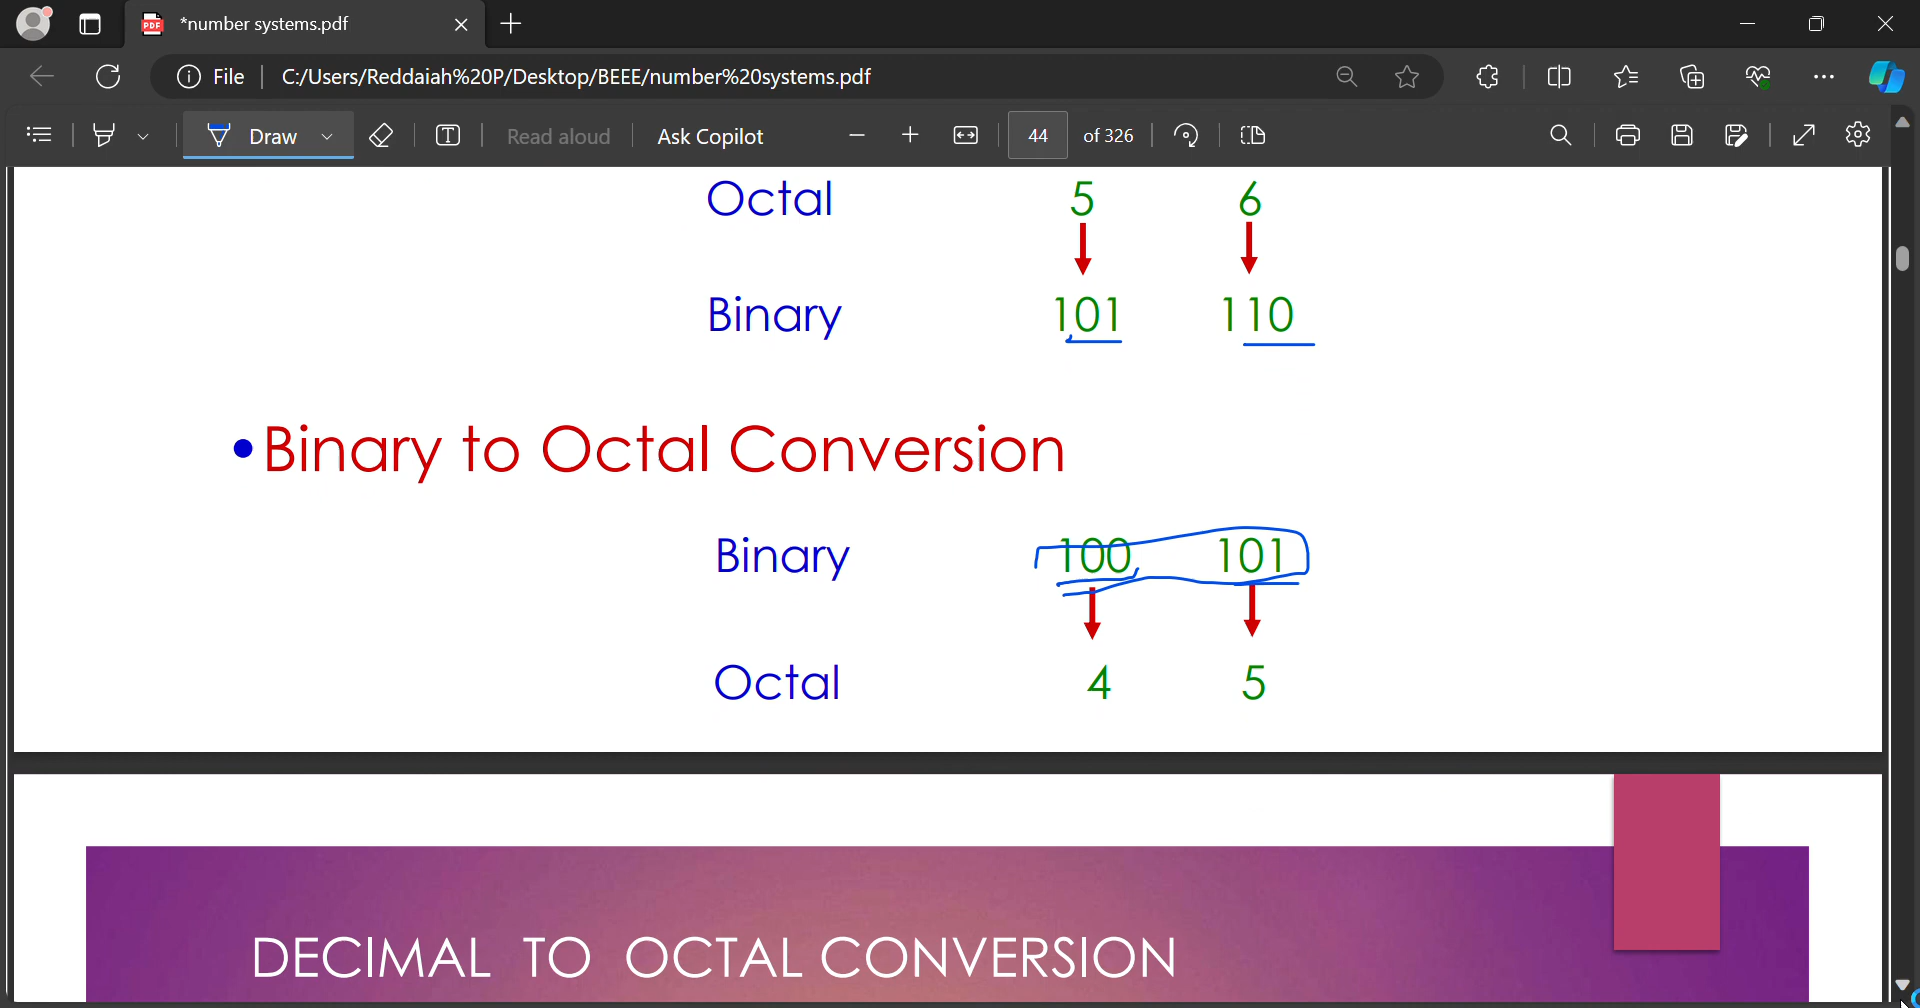 *number systems.pdf
File C:/Users/Reddaiah%20P/Desktop/BEEE/number%20systems.pdf
Draw Read aloud Ask Copilot 44 of 326
Octal 5 6
Binary 101 110
•Binary to Octal Conversion
Binary 100, 101
Octal 4 5
DECIMAL TO OCTAL CONVERSION